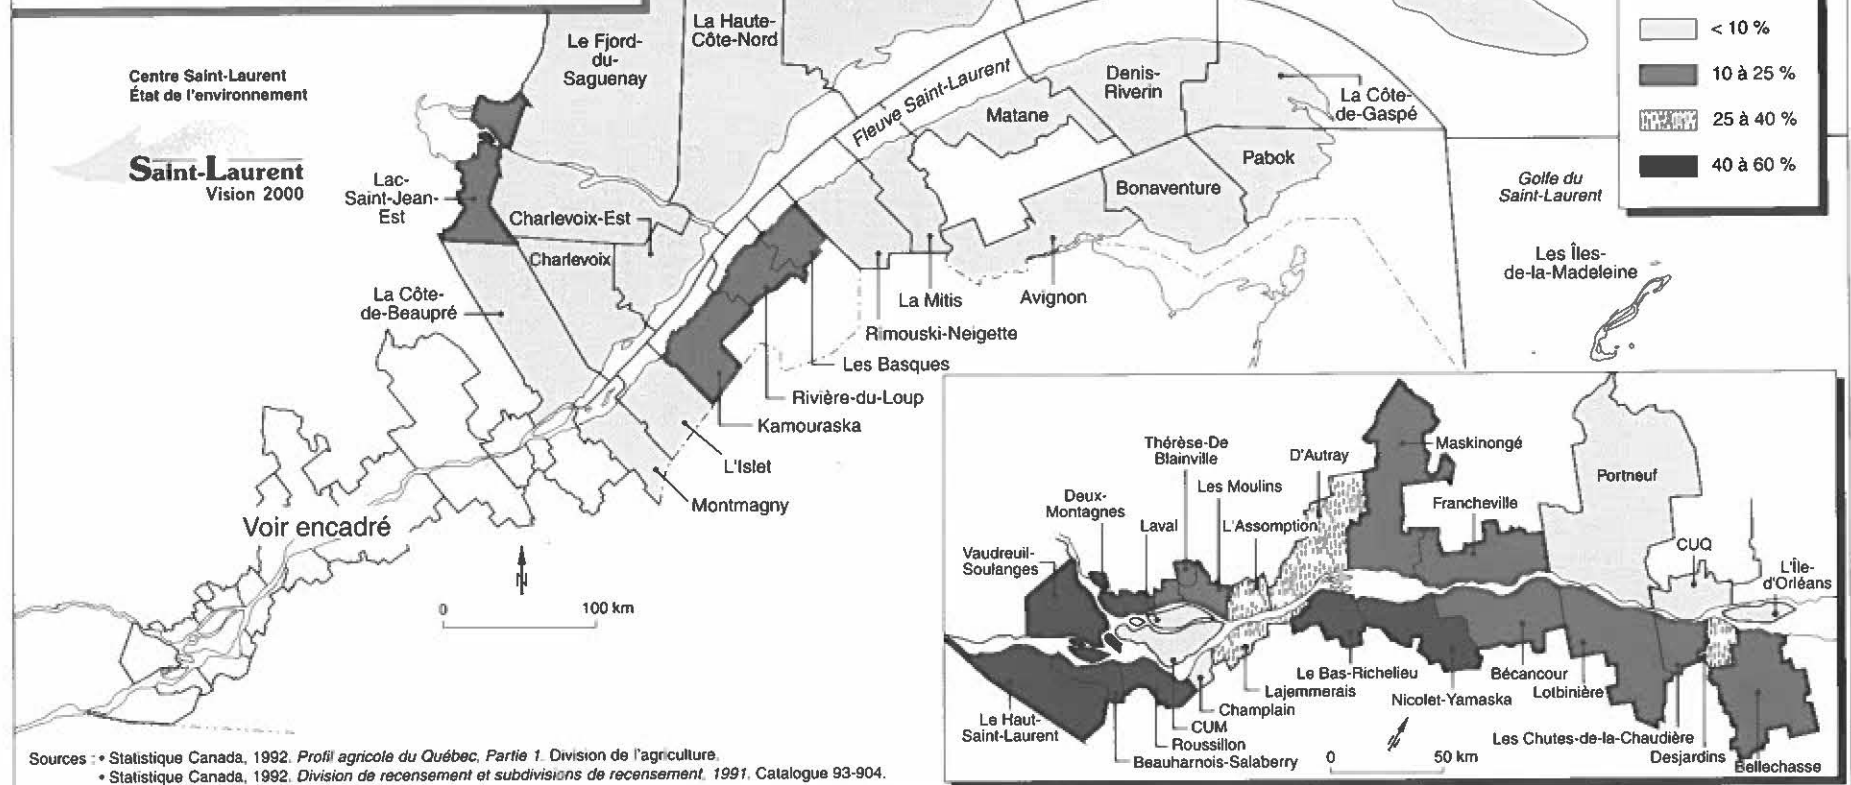 Centre Saint-Laurent
État de l'environnement
Saint-Laurent
Vision 2000
Le Fjord-
du-
Saguenay
La Haute-
Côte-Nord
Fleuve Saint-Laurent
Matane
Denis-
Riverin
La Côte-
de-Gaspé
Pabok
Bonaventure
< 10 %
10 à 25 %
25 à 40 %
40 à 60 %
Golfe du
Saint-Laurent
Les Îles-
de-la-Madeleine
Lac-
Saint-Jean-
Est
Charlevoix-Est
Charlevoix
La Côte-
de-Beaupré
La Mitis
Avignon
Rimouski-Neigette
Les Basques
Rivière-du-Loup
Kamouraska
L'Islet
Montmagny
Voir encadré
N
0 100 km
Thérèse-De
Blainville
D'Autray
Maskinongé
Portneuf
Deux-
Montagnes
Les Moulins
Francheville
Laval
L'Assomption
Vaudreuil-
Soulanges
CUQ
L'Île-
d'Orléans
Le Bas-Richelieu
Bécancour
Lajemmerais
Nicolet-Yamaska
Lotbinière
Champlain
Le Haut-
Saint-Laurent
CUM
Roussillon
Beauharnois-Salaberry
Les Chutes-de-la-Chaudière
Desjardins
Bellechasse
0 50 km
Sources : • Statistique Canada, 1992. Profil agricole du Québec, Partie 1. Division de l'agriculture.
• Statistique Canada, 1992. Division de recensement et subdivisions de recensement, 1991. Catalogue 93-904.